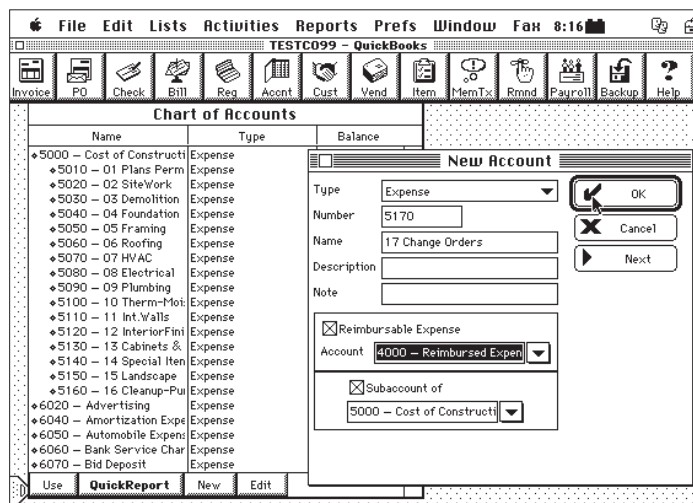 File Edit Lists Activities Reports Prefs Window Fax 8:16
TESTCO99 - QuickBooks
Invoice PO Check Bill Reg Accnt Cust Vend Item MemTx Rmnd Payroll Backup Help
Chart of Accounts
Name Type Balance
5000 – Cost of Constructi Expense
5010 – 01 Plans Perm Expense
5020 – 02 SiteWork Expense
5030 – 03 Demolition Expense
5040 – 04 Foundation Expense
5050 – 05 Framing Expense
5060 – 06 Roofing Expense
5070 – 07 HVAC Expense
5080 – 08 Electrical Expense
5090 – 09 Plumbing Expense
5100 – 10 Therm-Moi: Expense
5110 – 11 Int.Walls Expense
5120 – 12 InteriorFini Expense
5130 – 13 Cabinets & Expense
5140 – 14 Special Iten Expense
5150 – 15 Landscape Expense
5160 – 16 Cleanup-Pu Expense
6020 – Advertising Expense
6040 – Amortization Expe Expense
6050 – Automobile Expens Expense
6060 – Bank Service Char Expense
6070 – Bid Deposit Expense
Use QuickReport New Edit
New Account
Type Expense
Number 5170
Name 17 Change Orders
Description
Note
Reimbursable Expense
Account 4000 – Reimbursed Expen
Subaccount of
5000 – Cost of Constructi
OK
Cancel
Next